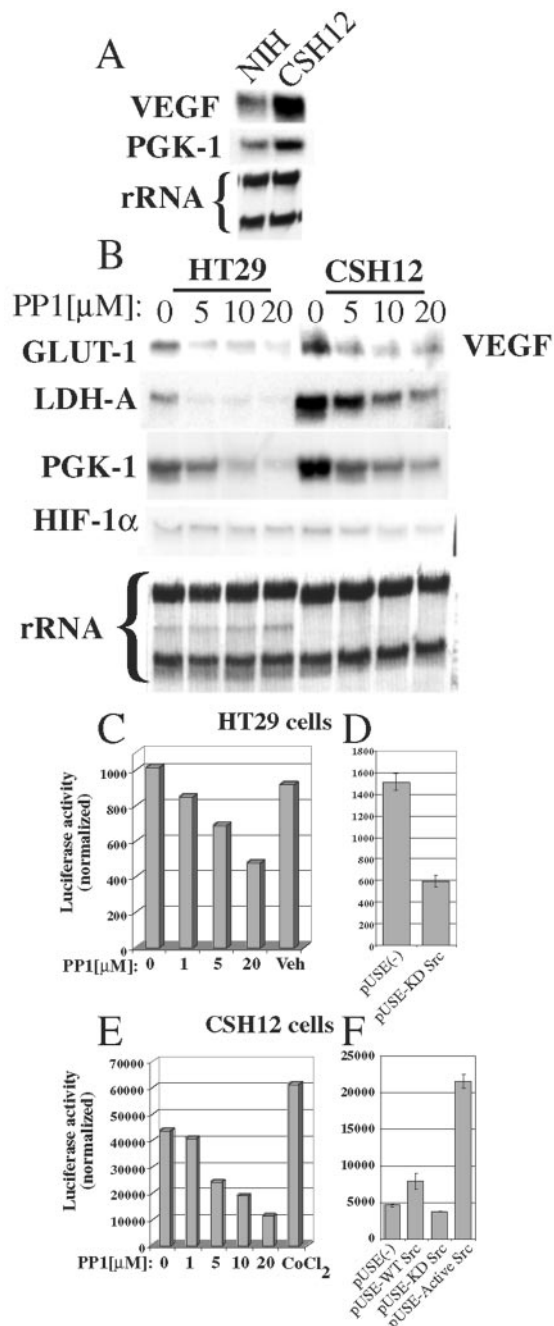 A
NIH
CSH12
VEGF
PGK-1
rRNA {
B
HT29 CSH12
PP1[µM]: 0 5 10 20 0 5 10 20
GLUT-1 VEGF
LDH-A
PGK-1
HIF-1α
rRNA {
C HT29 cells D
Luciferase activity
(normalized)
1000
800
600
400
200
0
PP1[µM]: 0 1 5 20 Veh
1800
1600
1400
1200
1000
800
600
400
200
0
pUSE(-)
pUSE-KD Src
E CSH12 cells F
Luciferase activity
(normalized)
70000
60000
50000
40000
30000
20000
10000
0
PP1[µM]: 0 1 5 10 20 CoCl2
25000
20000
15000
10000
5000
0
pUSE(-)
pUSE-WT Src
pUSE-KD Src
pUSE-Active Src